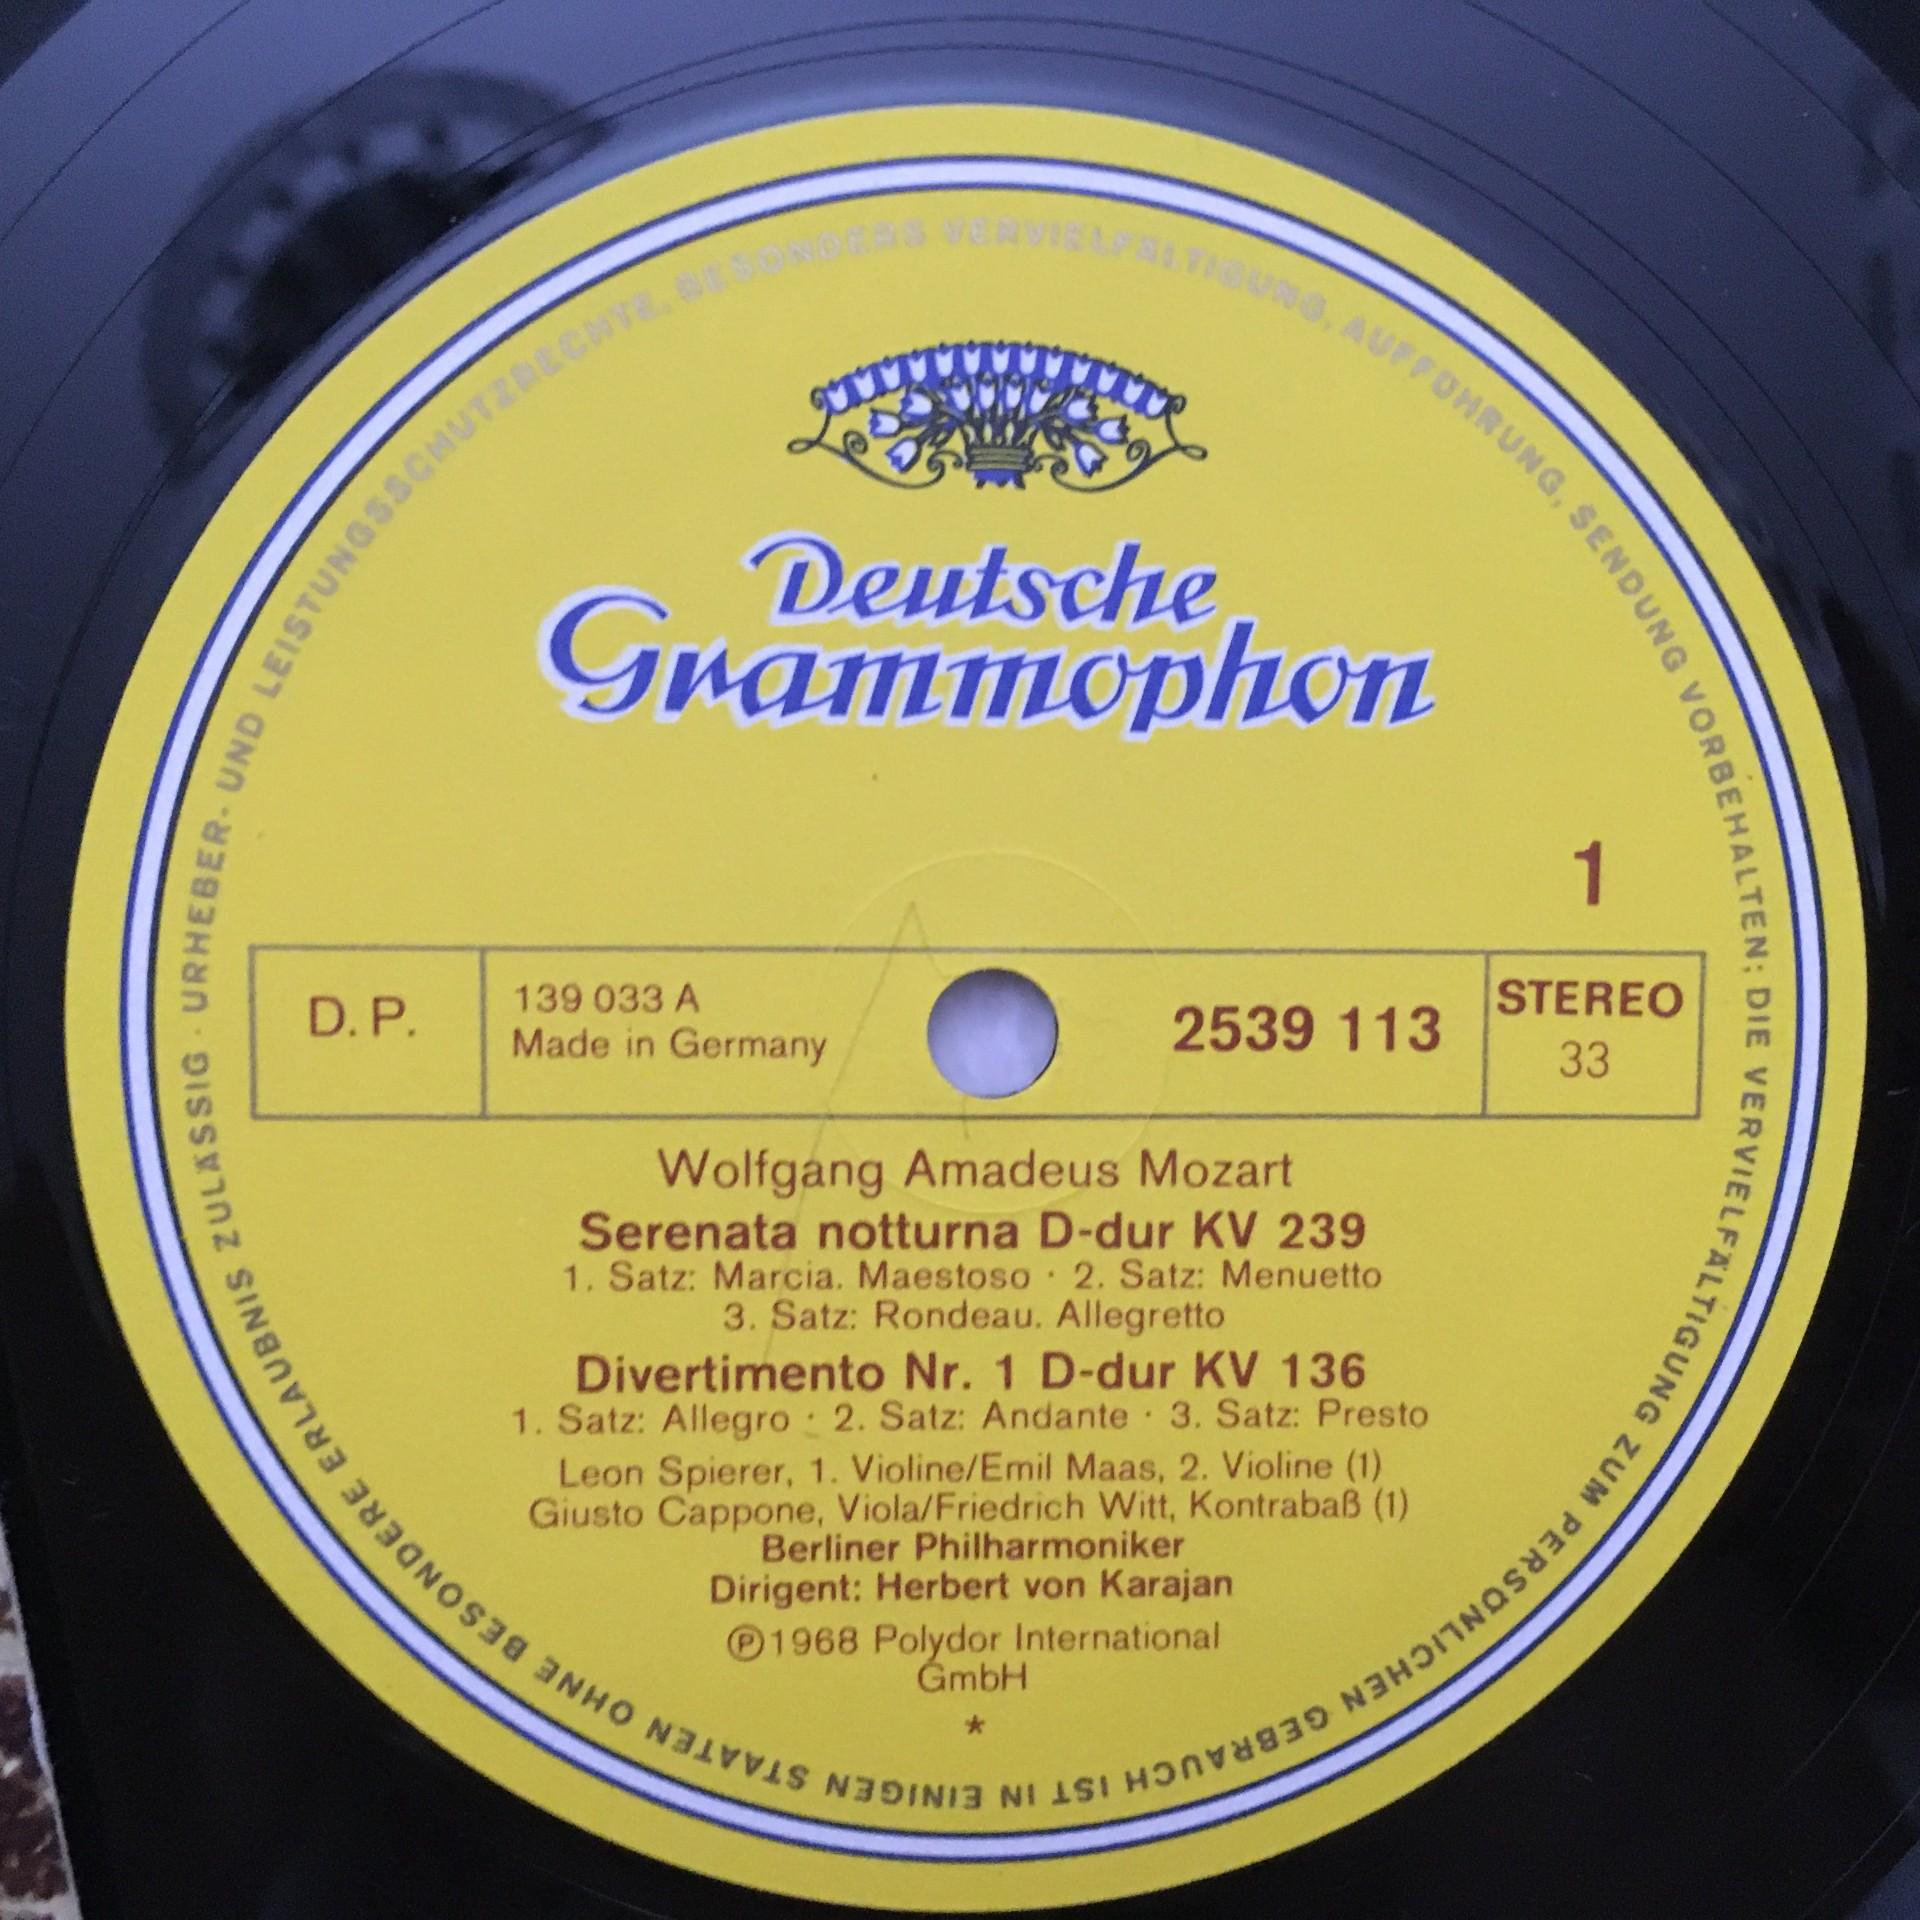 URHEBER- UND LEISTUNGSSCHUTZRECHTE, BESONDERS VERVIELFÄLTIGUNG, AUFFÜHRUNG, SENDUNG VORBEHALTEN; DIE VERVIELFÄLTIGUNG ZUM PERSÖNLICHEN GEBRAUCH IST IN EINIGEN STAATEN OHNE BESONDERE ERLAUBNIS ZULÄSSIG ·
Deutsche
Grammophon
1
D. P.
139 033 A
Made in Germany
2539 113
STEREO
33
Wolfgang Amadeus Mozart
Serenata notturna D-dur KV 239
1. Satz: Marcia. Maestoso · 2. Satz: Menuetto
3. Satz: Rondeau. Allegretto
Divertimento Nr. 1 D-dur KV 136
1. Satz: Allegro · 2. Satz: Andante · 3. Satz: Presto
Leon Spierer, 1. Violine/Emil Maas, 2. Violine (1)
Giusto Cappone, Viola/Friedrich Witt, Kontrabaß (1)
Berliner Philharmoniker
Dirigent: Herbert von Karajan
℗1968 Polydor International
GmbH
*